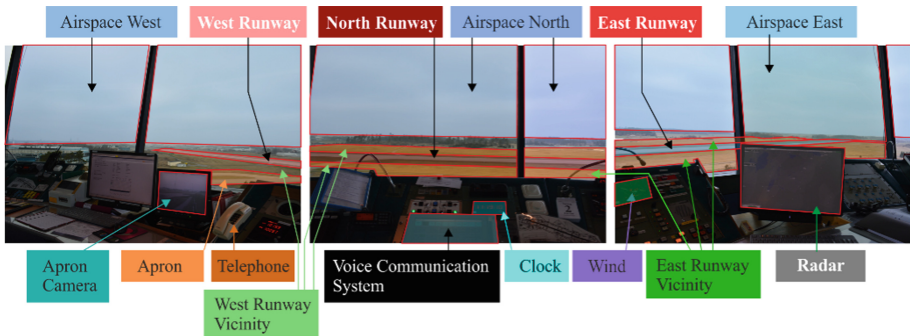 Airspace West
West Runway
North Runway
Airspace North
East Runway
Airspace East
Apron
Camera
Apron
Telephone
West Runway
Vicinity
Voice Communication
System
Clock
Wind
East Runway
Vicinity
Radar